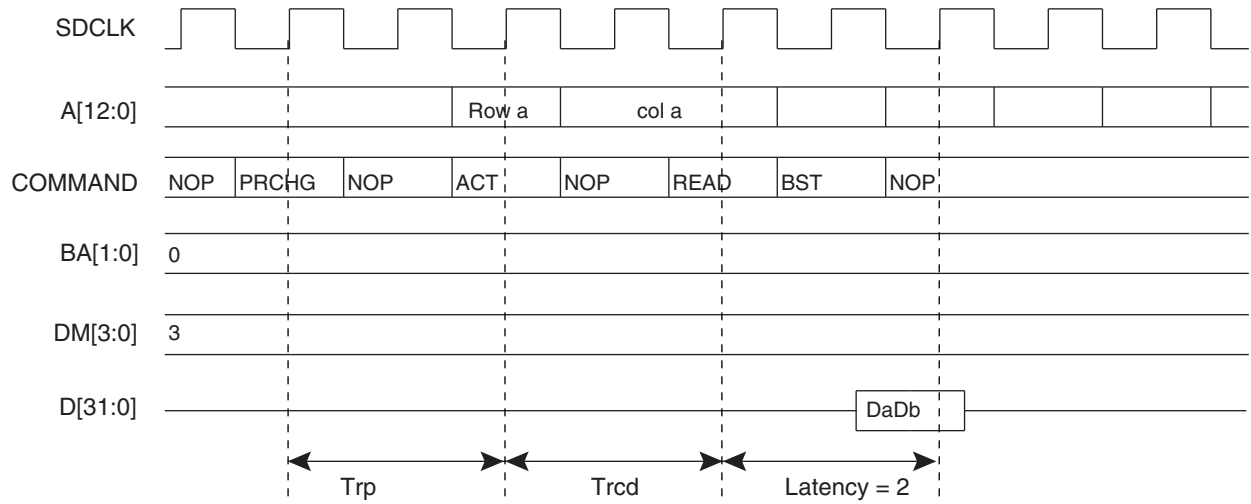 SDCLK
A[12:0] Row a col a
COMMAND NOP PRCHG NOP ACT NOP READ BST NOP
BA[1:0] 0
DM[3:0] 3
D[31:0] DaDb
Trp Trcd Latency = 2